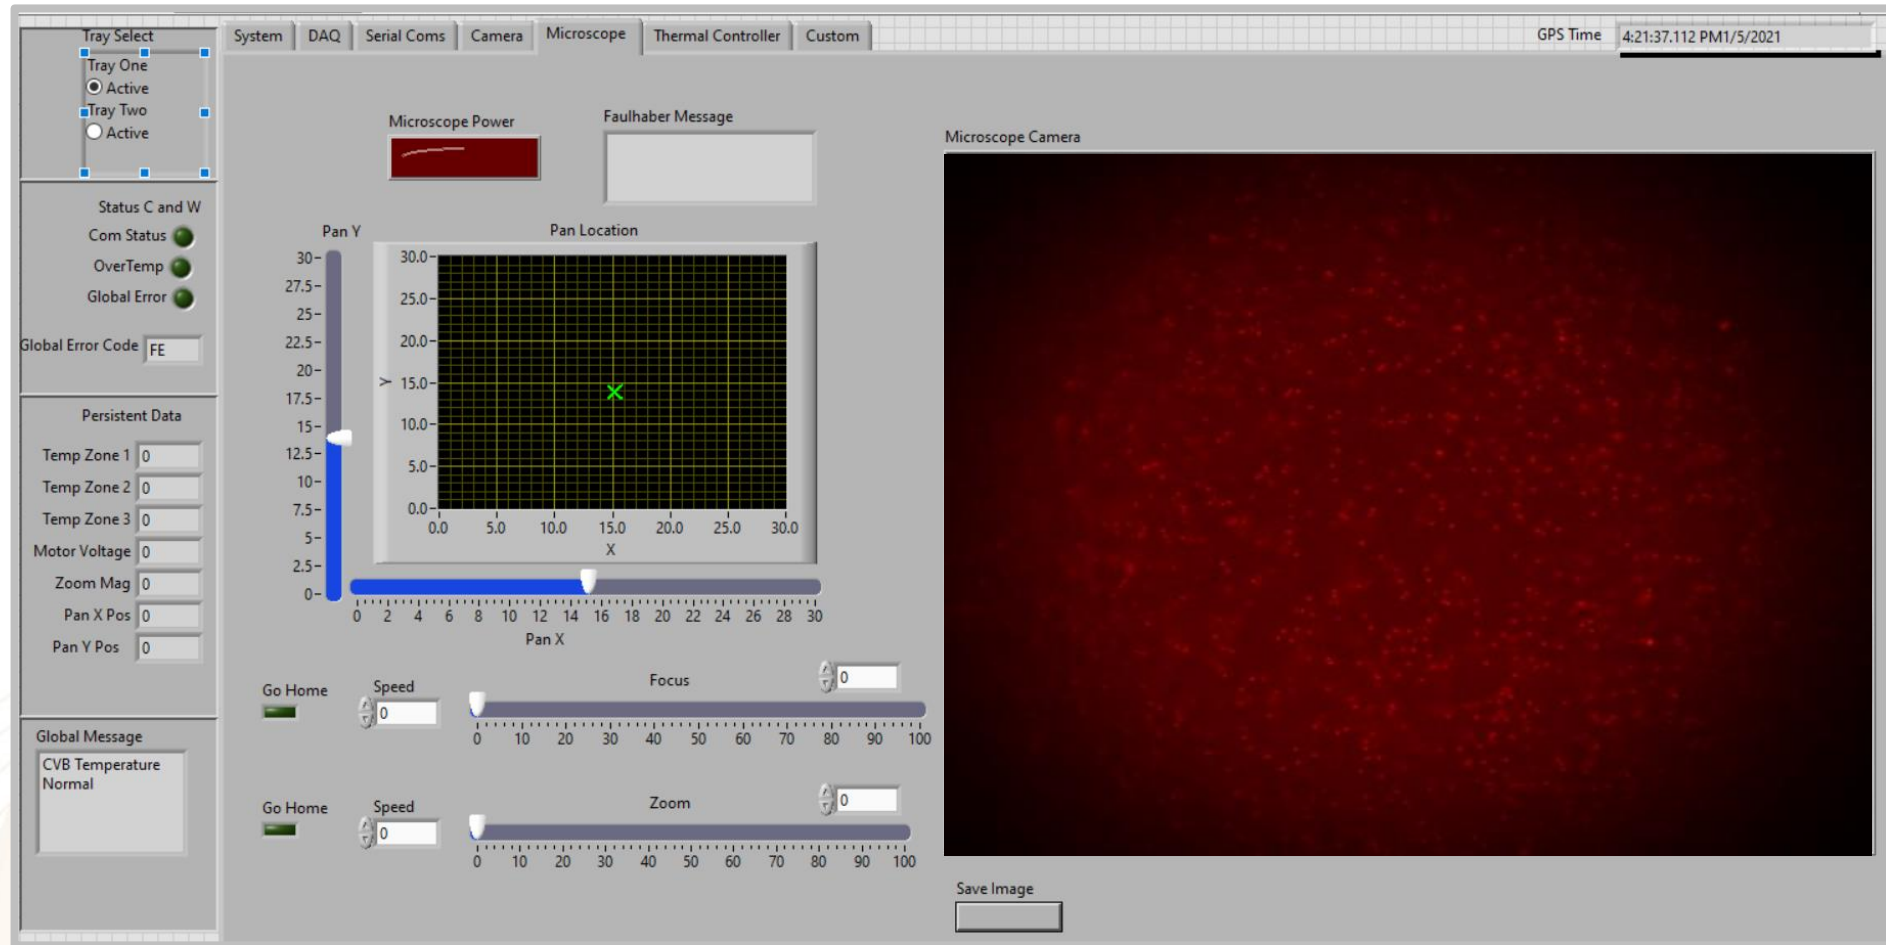 Tray Select
Tray One
Active
Tray Two
Active
System DAQ Serial Coms Camera Microscope Thermal Controller Custom
GPS Time 4:21:37.112 PM1/5/2021
Status C and W
Com Status
OverTemp
Global Error
Global Error Code FE
Persistent Data
Temp Zone 1 0
Temp Zone 2 0
Temp Zone 3 0
Motor Voltage 0
Zoom Mag 0
Pan X Pos 0
Pan Y Pos 0
Global Message
CVB Temperature
Normal
Microscope Power
Faulhaber Message
Pan Y
30
27.5
25
22.5
20
17.5
15
12.5
10
7.5
5
2.5
0
Pan Location
30.0
25.0
20.0
15.0
10.0
5.0
0.0
Y
0.0 5.0 10.0 15.0 20.0 25.0 30.0
X
0 2 4 6 8 10 12 14 16 18 20 22 24 26 28 30
Pan X
Go Home Speed 0 Focus 0
0 10 20 30 40 50 60 70 80 90 100
Go Home Speed 0 Zoom 0
0 10 20 30 40 50 60 70 80 90 100
Microscope Camera
Save Image